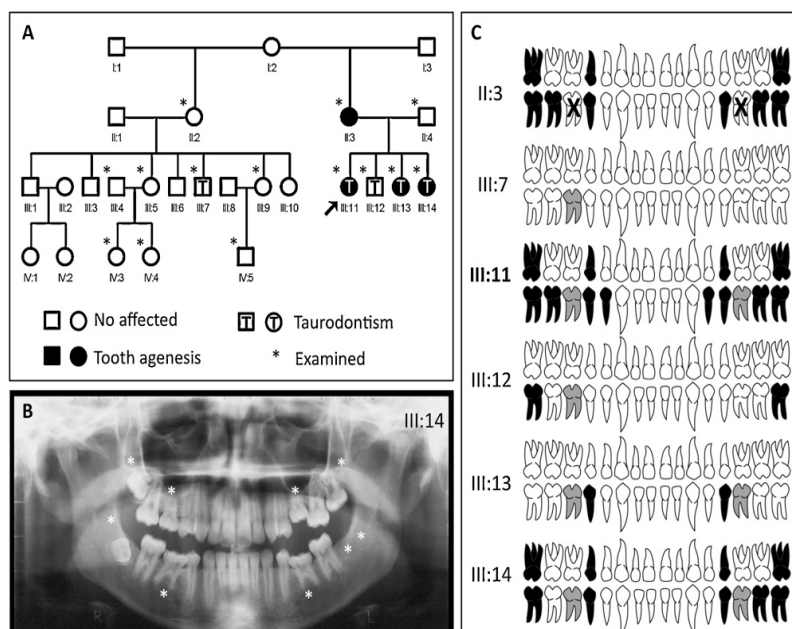 A
I:1 I:2 I:3
* * *
II:1 II:2 II:3 II:4
* * * * * * * * *
T T T T T
III:1 III:2 III:3 III:4 III:5 III:6 III:7 III:8 III:9 III:10 III:11 III:12 III:13 III:14
* * *
IV:1 IV:2 IV:3 IV:4 IV:5
No affected
T T Taurodontism
Tooth agenesis
* Examined
B
III:14
* *
* *
* *
*
* *
R L
C
II:3
X X
III:7
III:11
III:12
III:13
III:14